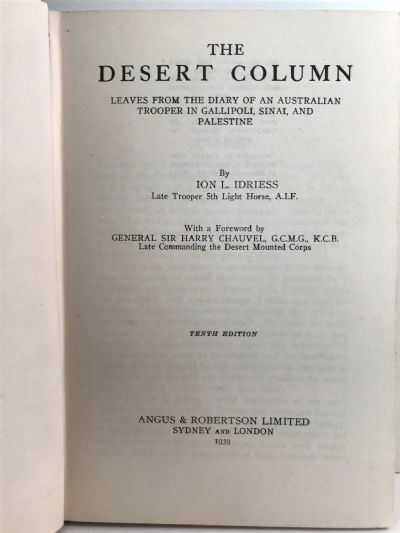 THE
DESERT COLUMN
LEAVES FROM THE DIARY OF AN AUSTRALIAN
TROOPER IN GALLIPOLI, SINAI, AND
PALESTINE
By
ION L. IDRIESS
Late Trooper 5th Light Horse, A.I.F.
With a Foreword by
GENERAL SIR HARRY CHAUVEL, G.C.M.G., K.C.B.
Late Commanding the Desert Mounted Corps
TENTH EDITION
ANGUS & ROBERTSON LIMITED
SYDNEY AND LONDON
1939